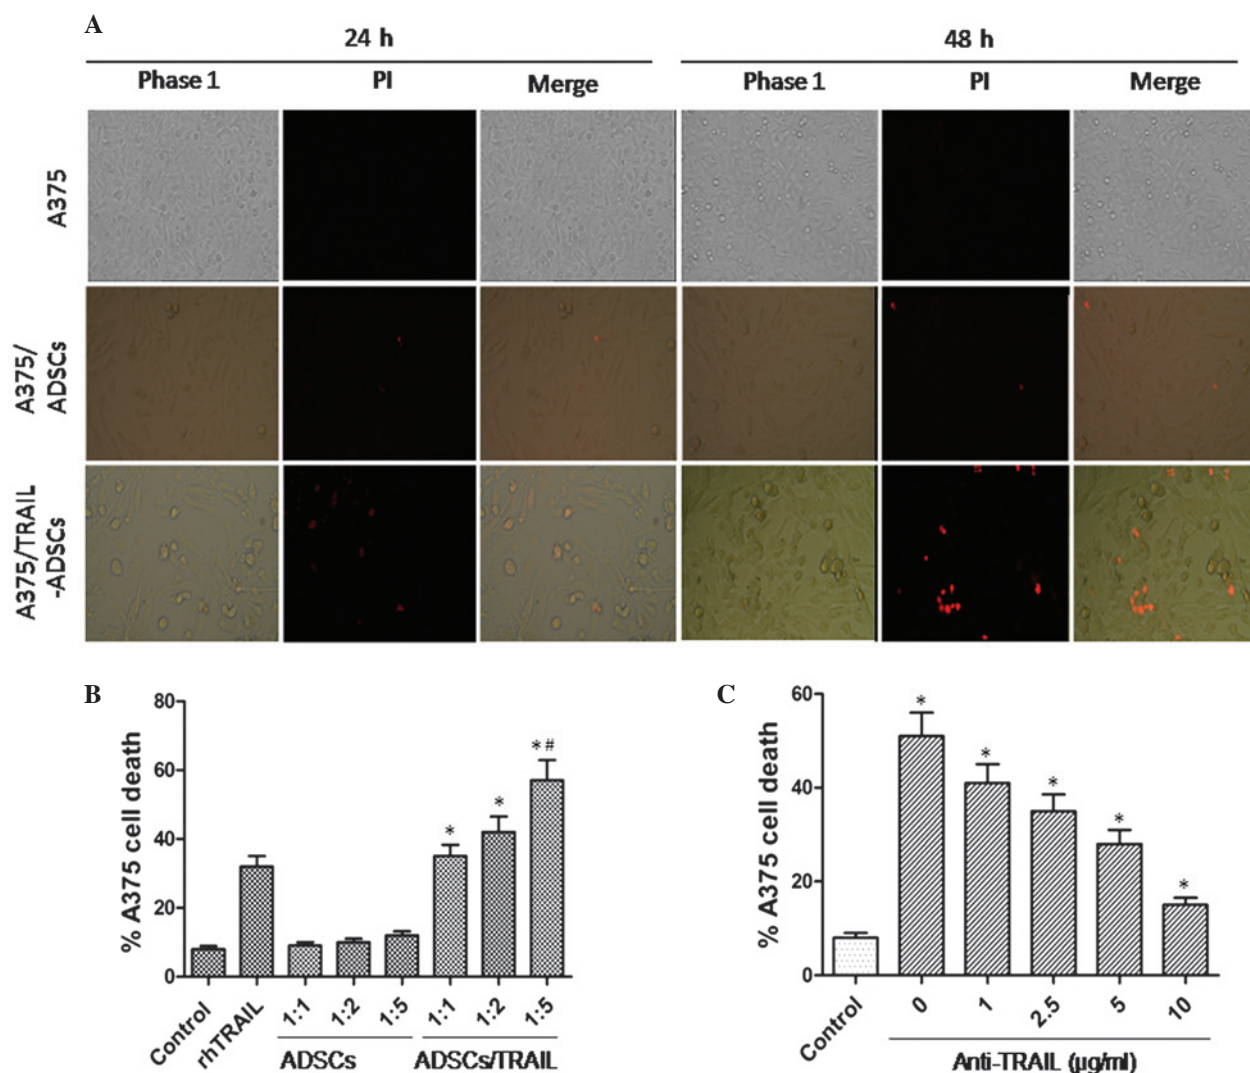 A
24 h
48 h
Phase 1
PI
Merge
Phase 1
PI
Merge
A375
A375/
ADSCs
A375/TRAIL
-ADSCs
B
% A375 cell death
80
60
40
20
0
*
*
* #
Control
rhTRAIL
1:1
1:2
1:5
1:1
1:2
1:5
ADSCs
ADSCs/TRAIL
C
% A375 cell death
60
40
20
0
*
*
*
*
*
Control
0
1
2.5
5
10
Anti-TRAIL (μg/ml)